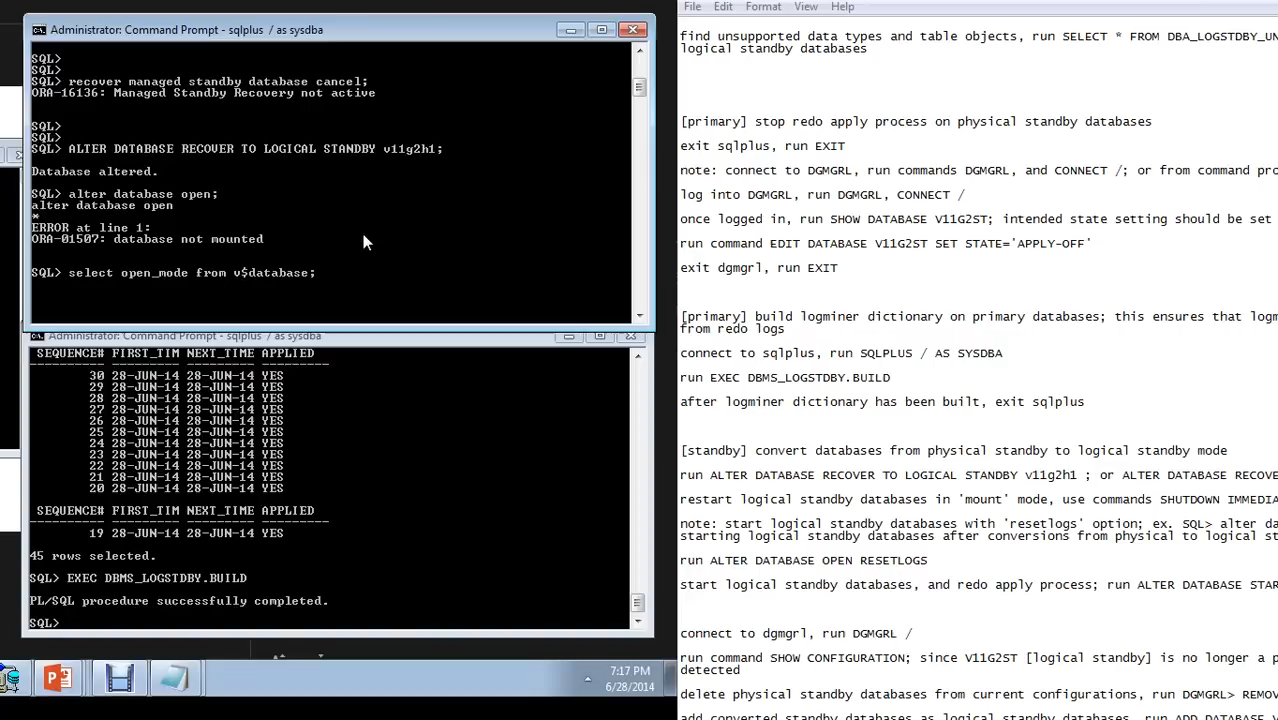 Administrator: Command Prompt - sqlplus / as sysdba
SQL>
SQL>
SQL> recover managed standby database cancel;
ORA-16136: Managed Standby Recovery not active
SQL>
SQL>
SQL> ALTER DATABASE RECOVER TO LOGICAL STANDBY v11g2h1;
Database altered.
SQL> alter database open;
alter database open
*
ERROR at line 1:
ORA-01507: database not mounted
SQL> select open_mode from v$database;
Administrator: Command Prompt - sqlplus / as sysdba
SEQUENCE# FIRST_TIM NEXT_TIME APPLIED
---------- --------- --------- ---------
30 28-JUN-14 28-JUN-14 YES
29 28-JUN-14 28-JUN-14 YES
28 28-JUN-14 28-JUN-14 YES
27 28-JUN-14 28-JUN-14 YES
26 28-JUN-14 28-JUN-14 YES
25 28-JUN-14 28-JUN-14 YES
24 28-JUN-14 28-JUN-14 YES
23 28-JUN-14 28-JUN-14 YES
22 28-JUN-14 28-JUN-14 YES
21 28-JUN-14 28-JUN-14 YES
20 28-JUN-14 28-JUN-14 YES
SEQUENCE# FIRST_TIM NEXT_TIME APPLIED
---------- --------- --------- ---------
19 28-JUN-14 28-JUN-14 YES
45 rows selected.
SQL> EXEC DBMS_LOGSTDBY.BUILD
PL/SQL procedure successfully completed.
SQL>
7:17 PM
6/28/2014
File Edit Format View Help
find unsupported data types and table objects, run SELECT * FROM DBA_LOGSTDBY_UN
logical standby databases
[primary] stop redo apply process on physical standby databases
exit sqlplus, run EXIT
note: connect to DGMGRL, run commands DGMGRL, and CONNECT /; or from command pro
log into DGMGRL, run DGMGRL, CONNECT /
once logged in, run SHOW DATABASE V11G2ST; intended state setting should be set
run command EDIT DATABASE V11G2ST SET STATE='APPLY-OFF'
exit dgmgrl, run EXIT
[primary] build logminer dictionary on primary databases; this ensures that logm
from redo logs
connect to sqlplus, run SQLPLUS / AS SYSDBA
run EXEC DBMS_LOGSTDBY.BUILD
after logminer dictionary has been built, exit sqlplus
[standby] convert databases from physical standby to logical standby mode
run ALTER DATABASE RECOVER TO LOGICAL STANDBY v11g2h1 ; or ALTER DATABASE RECOVE
restart logical standby databases in 'mount' mode, use commands SHUTDOWN IMMEDIA
note: start logical standby databases with 'resetlogs' option; ex. SQL> alter da
starting logical standby databases after conversions from physical to logical st
run ALTER DATABASE OPEN RESETLOGS
start logical standby databases, and redo apply process; run ALTER DATABASE STAR
connect to dgmgrl, run DGMGRL /
run command SHOW CONFIGURATION; since V11G2ST [logical standby] is no longer a p
detected
delete physical standby databases from current configurations, run DGMGRL> REMOV
add converted standby databases as logical standby databases, run ADD DATABASE V